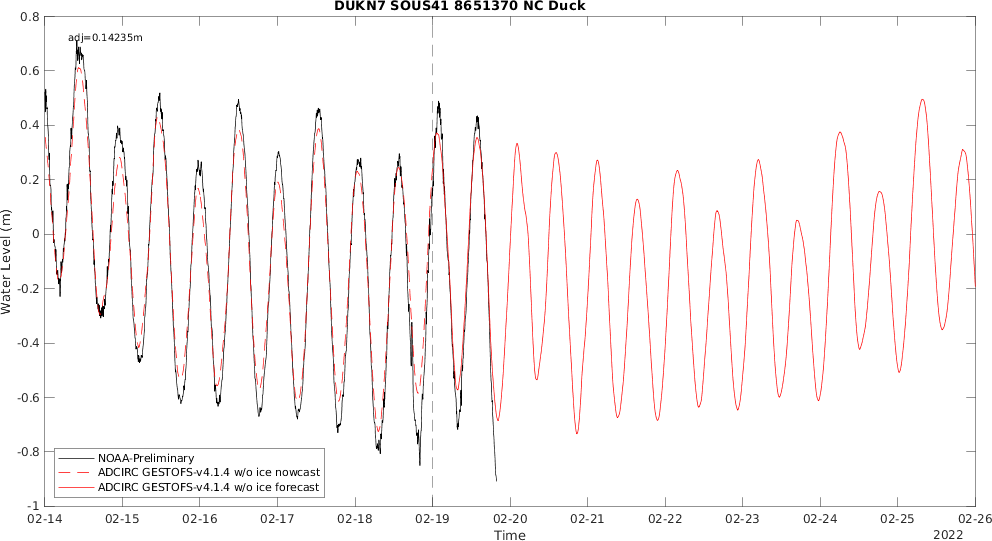 DUKN7 SOUS41 8651370 NC Duck
adj=0.14235m
0.8
0.6
0.4
0.2
0
-0.2
-0.4
-0.6
-0.8
-1
Water Level (m)
NOAA-Preliminary
ADCIRC GESTOFS-v4.1.4 w/o ice nowcast
ADCIRC GESTOFS-v4.1.4 w/o ice forecast
02-14 02-15 02-16 02-17 02-18 02-19 02-20 02-21 02-22 02-23 02-24 02-25 02-26
Time
2022